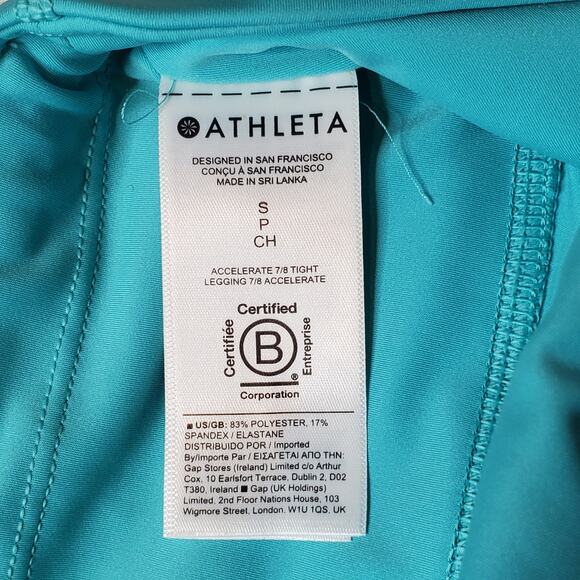 ATHLETA
DESIGNED IN SAN FRANCISCO
CONÇU À SAN FRANCISCO
MADE IN SRI LANKA
S
P
CH
ACCELERATE 7/8 TIGHT
LEGGING 7/8 ACCELERATE
Certified
Certifiée
B
Entreprise
Corporation
■ US/GB: 83% POLYESTER, 17%
SPANDEX / ELASTANE
DISTRIBUIDO POR / Imported
By/Importe Par / ΕΙΣΑΓΕΤΑΙ ΑΠΟ ΤΗΝ:
Gap Stores (Ireland) Limited c/o Arthur
Cox, 10 Earlsfort Terrace, Dublin 2, D02
T380, Ireland ■ Gap (UK Holdings)
Limited, 2nd Floor Nations House, 103
Wigmore Street, London. W1U 1QS, UK